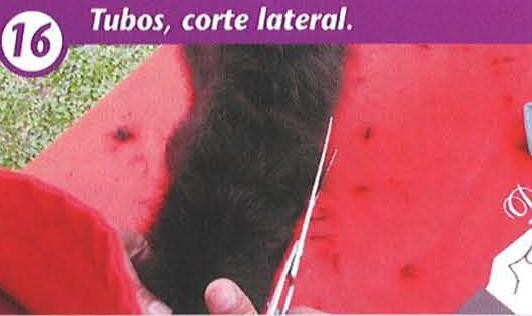 16
Tubos, corte lateral.